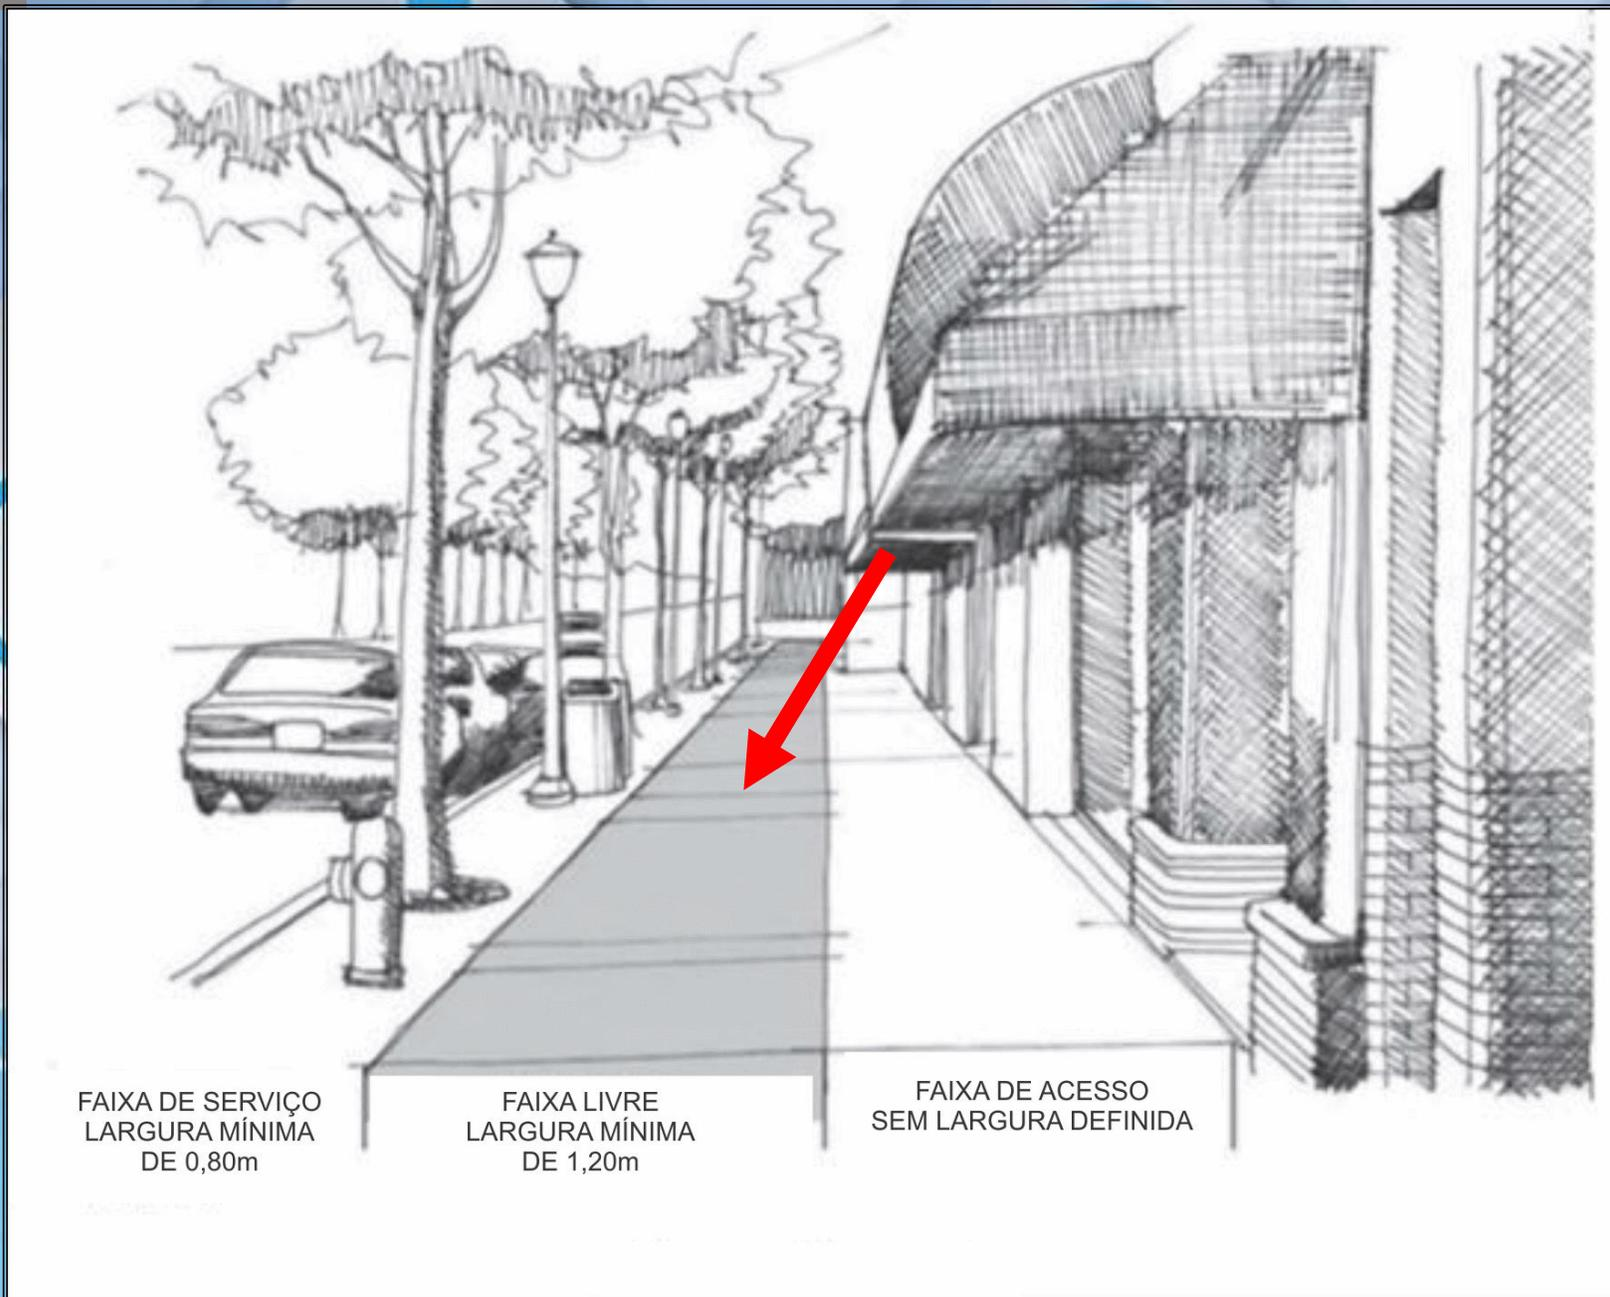 FAIXA DE SERVIÇO
LARGURA MÍNIMA
DE 0,80m
FAIXA LIVRE
LARGURA MÍNIMA
DE 1,20m
FAIXA DE ACESSO
SEM LARGURA DEFINIDA